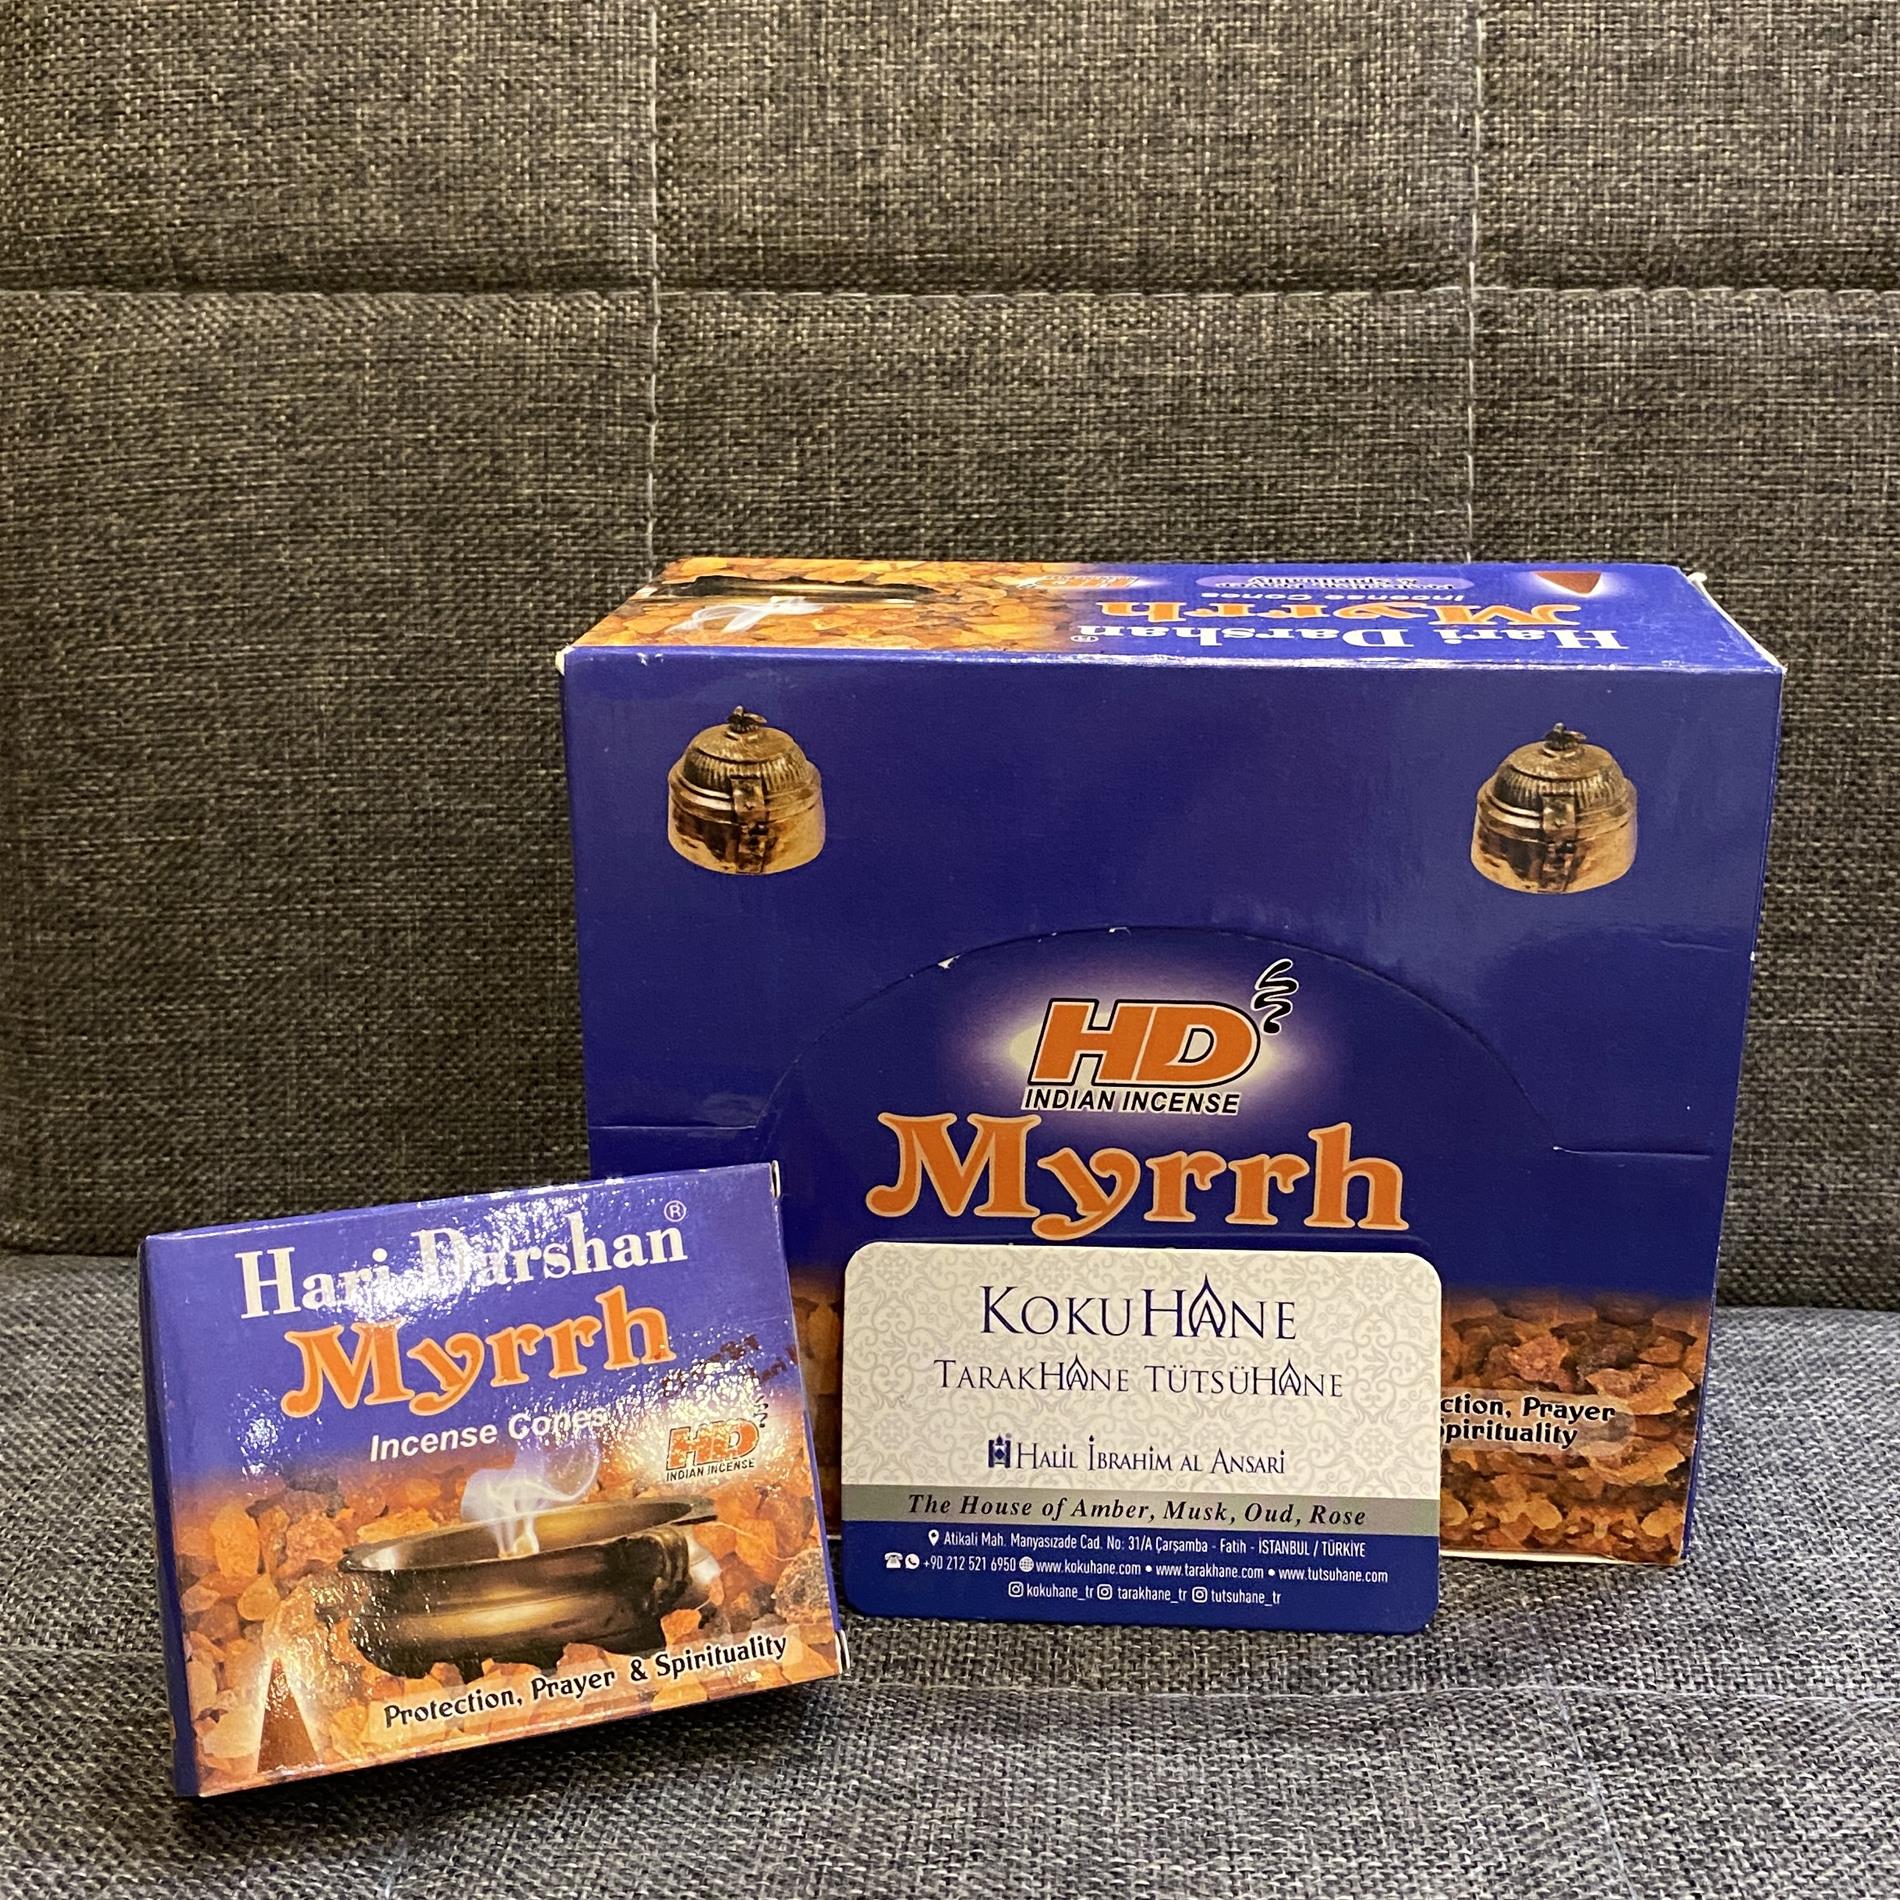 Hari Darshan®
Myrrh
Incense Cones
Protection, Prayer
& Spirituality
HD
HD
INDIAN INCENSE
Myrrh
ction, Prayer
pirituality
Hari Darshan®
Myrrh
Incense Cones
HD
INDIAN INCENSE
Protection, Prayer & Spirituality
KOKUHANE
TARAKHANE TÜTSÜHANE
HALİL İBRAHİM AL ANSARİ
The House of Amber, Musk, Oud, Rose
Atikali Mah. Manyasızade Cad. No: 31/A Çarşamba - Fatih - İSTANBUL / TÜRKİYE
+90 212 521 6950 www.kokuhane.com • www.tarakhane.com • www.tutsuhane.com
kokuhane_tr tarakhane_tr tutsuhane_tr